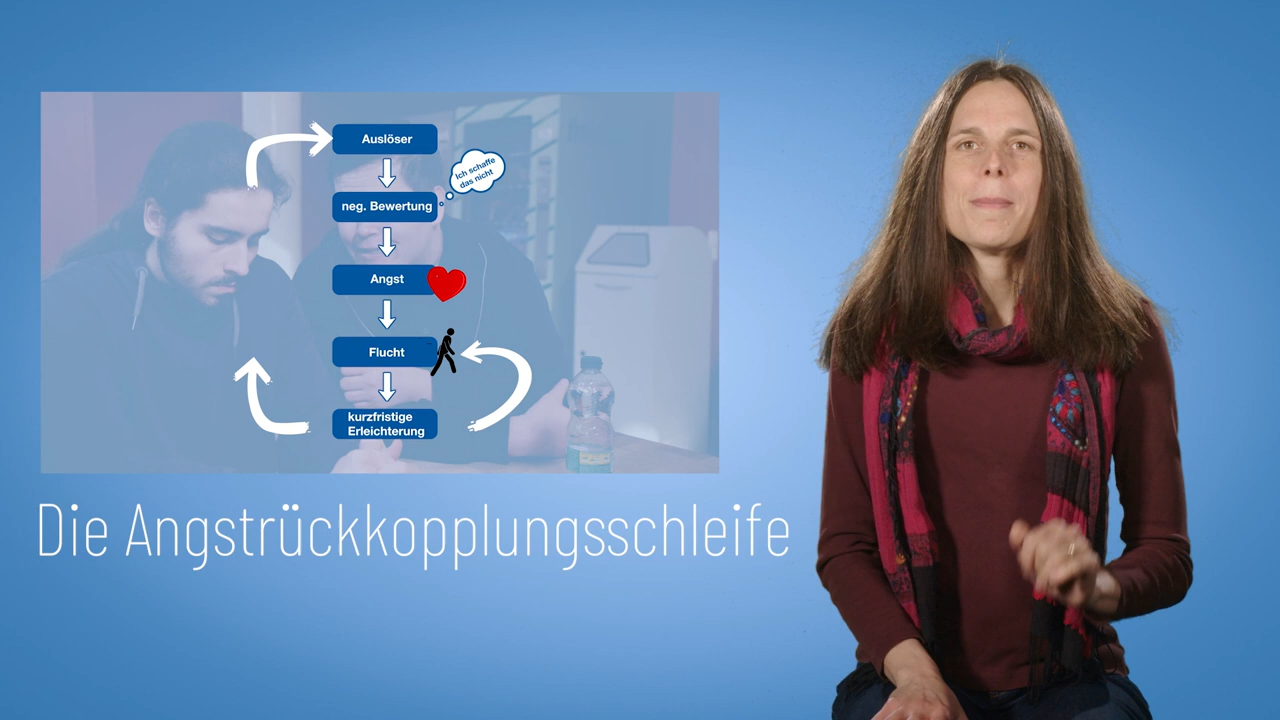 Auslöser
Ich schaffe
das nicht
neg. Bewertung
Angst
Flucht
kurzfristige
Erleichterung
Die Angstrückkopplungsschleife